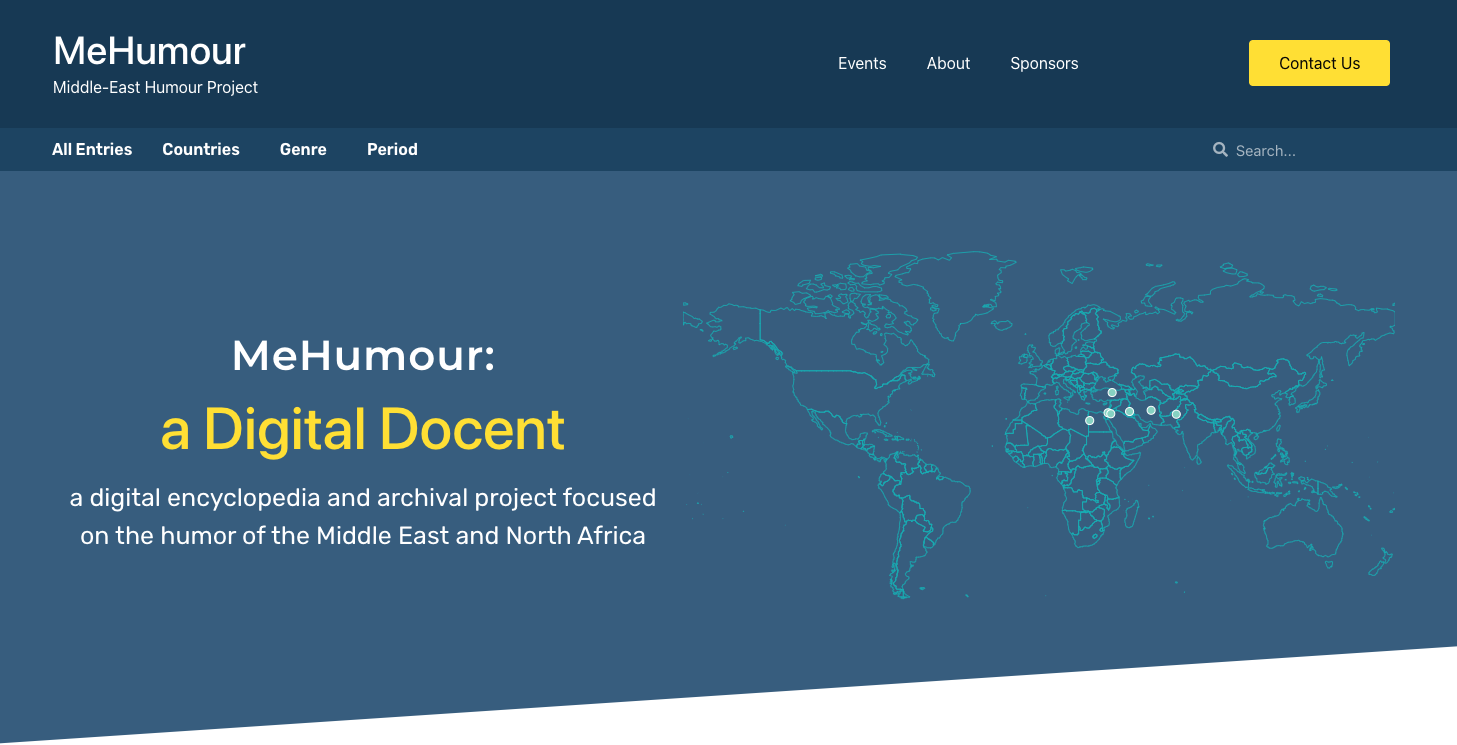 MeHumour
Middle-East Humour Project
Events
About
Sponsors
Contact Us
All Entries
Countries
Genre
Period
Search...
MeHumour:
a Digital Docent
a digital encyclopedia and archival project focused
on the humor of the Middle East and North Africa